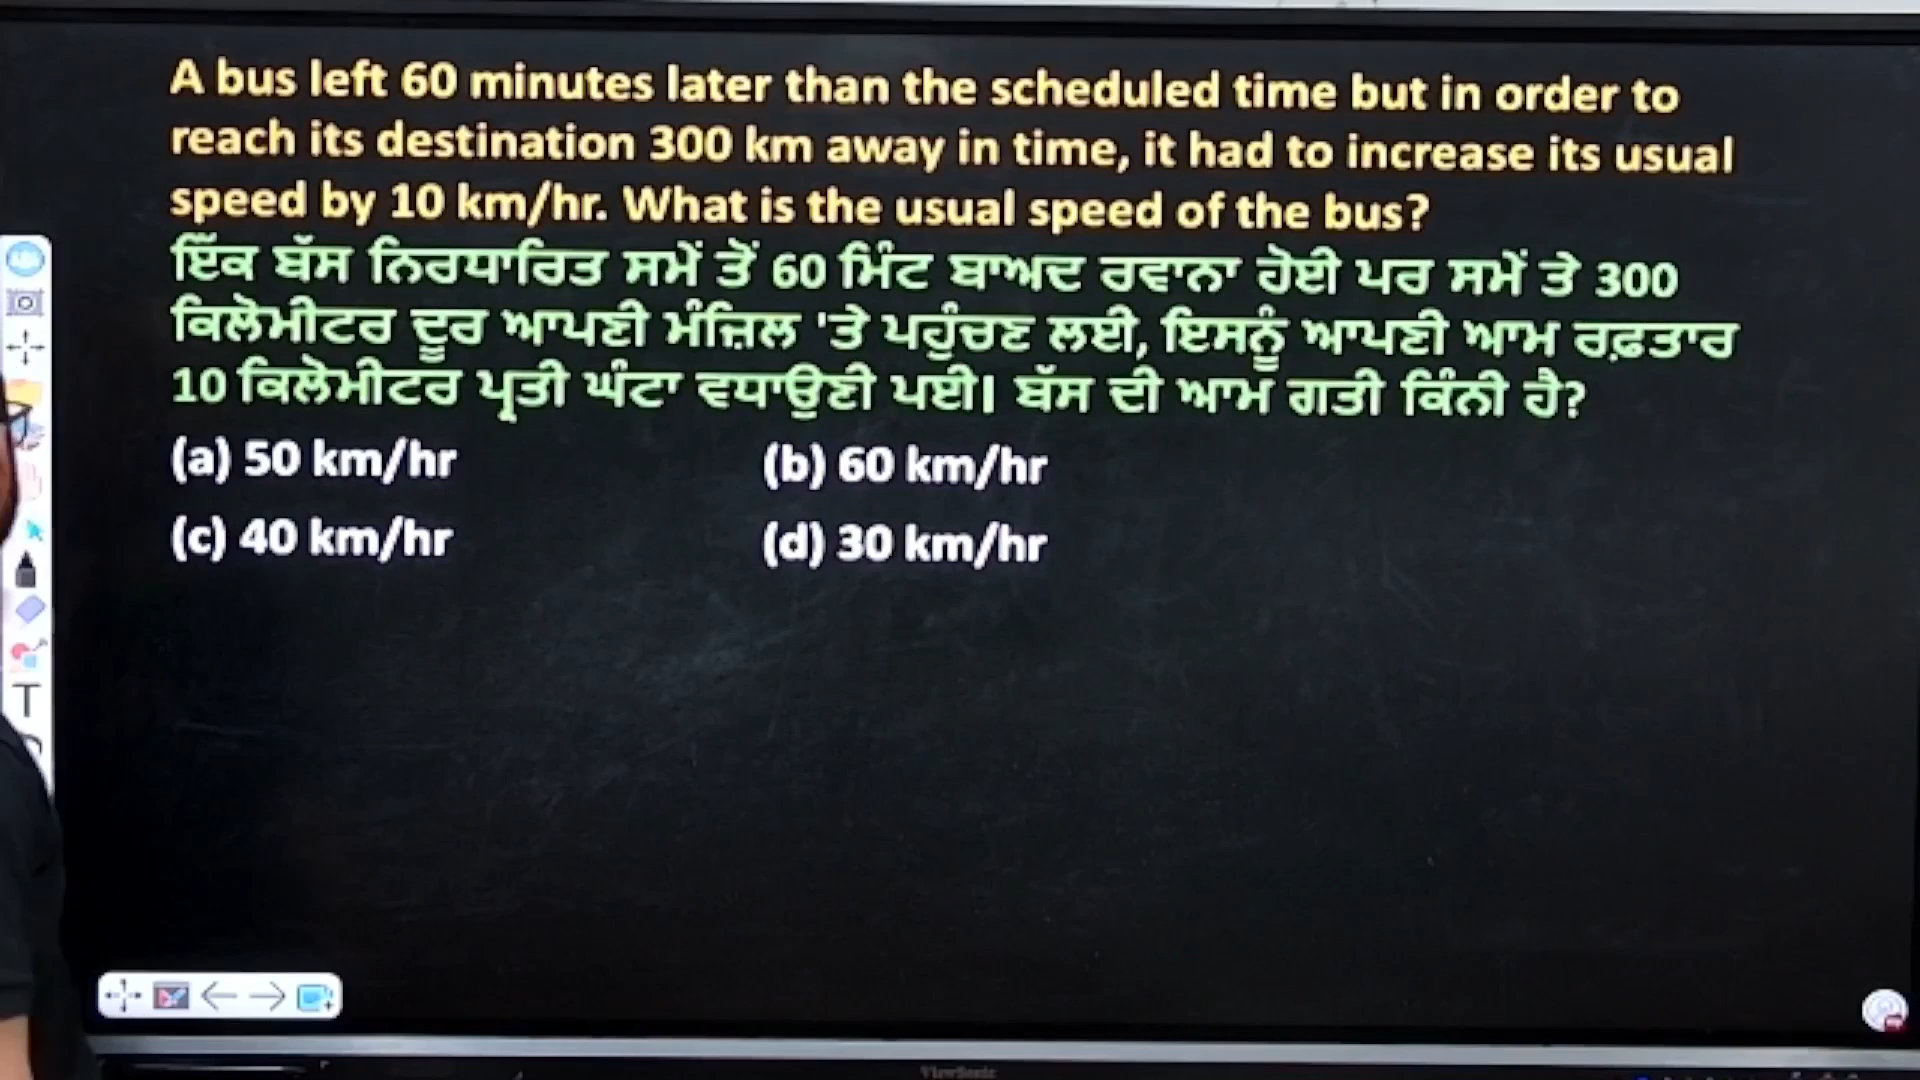 A bus left 60 minutes later than the scheduled time but in order to
reach its destination 300 km away in time, it had to increase its usual
speed by 10 km/hr. What is the usual speed of the bus?
ਇੱਕ ਬੱਸ ਨਿਰਧਾਰਿਤ ਸਮੇਂ ਤੋਂ 60 ਮਿੰਟ ਬਾਅਦ ਰਵਾਨਾ ਹੋਈ ਪਰ ਸਮੇਂ ਤੇ 300
ਕਿਲੋਮੀਟਰ ਦੂਰ ਆਪਣੀ ਮੰਜ਼ਿਲ 'ਤੇ ਪਹੁੰਚਣ ਲਈ, ਇਸਨੂੰ ਆਪਣੀ ਆਮ ਰਫ਼ਤਾਰ
10 ਕਿਲੋਮੀਟਰ ਪ੍ਰਤੀ ਘੰਟਾ ਵਧਾਉਣੀ ਪਈ। ਬੱਸ ਦੀ ਆਮ ਗਤੀ ਕਿੰਨੀ ਹੈ?
(a) 50 km/hr (b) 60 km/hr
(c) 40 km/hr (d) 30 km/hr
T
ViewSonic